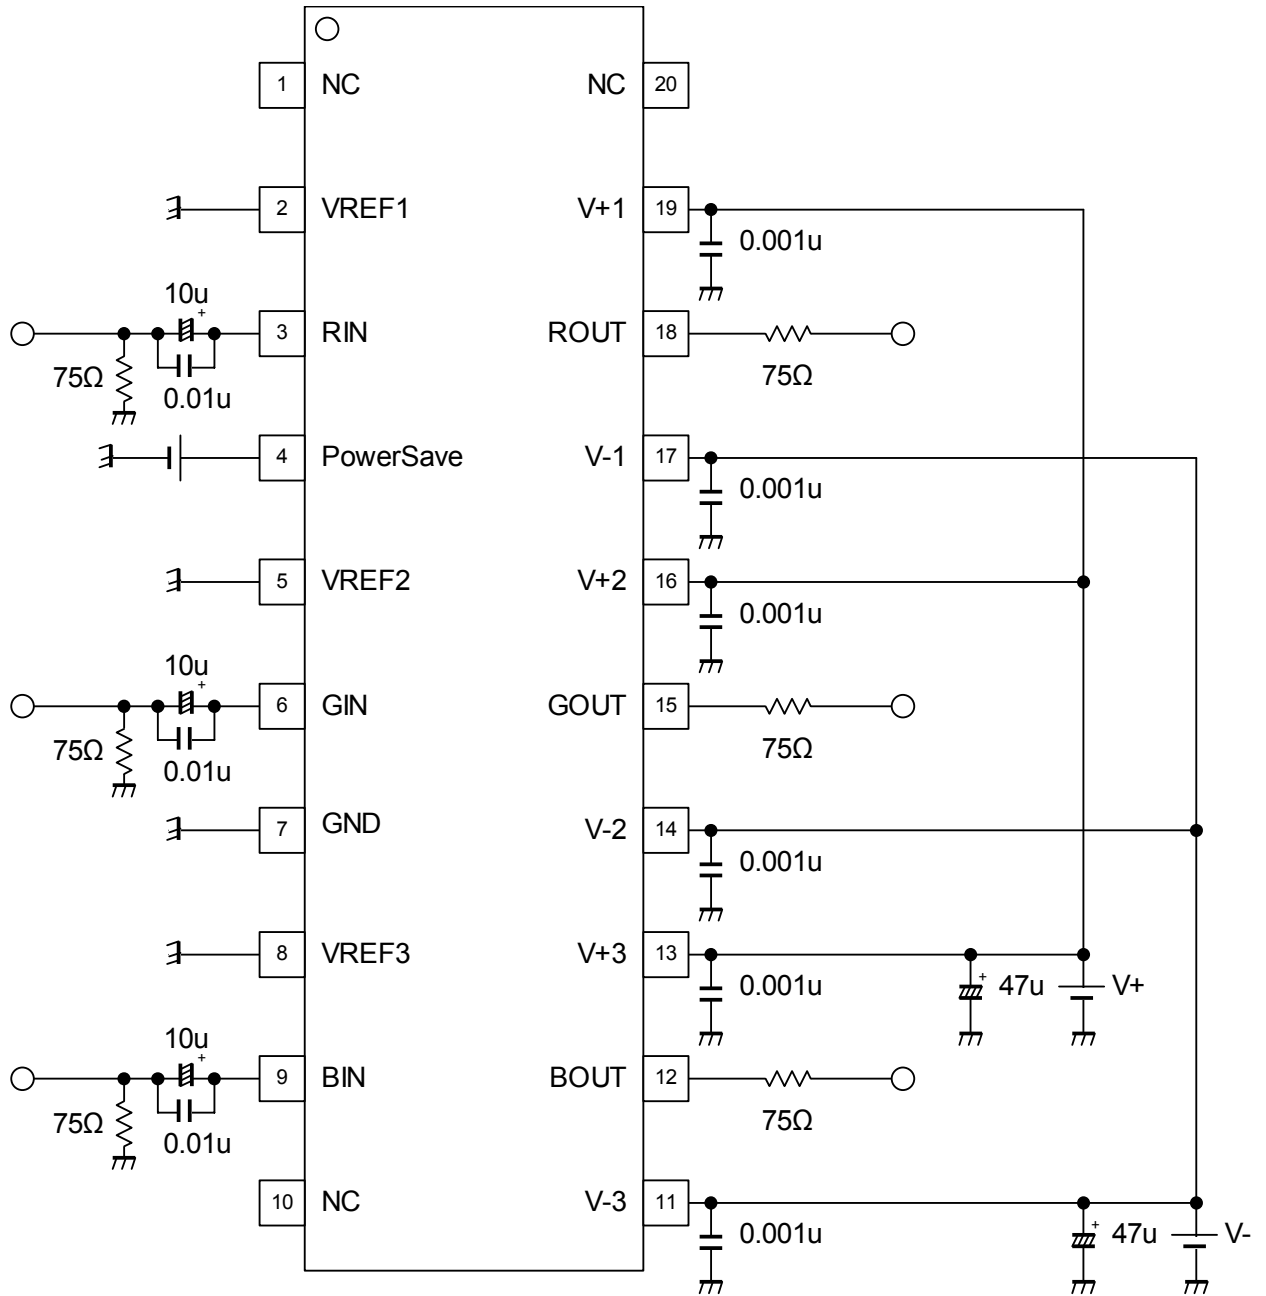 1 NC NC 20
2 VREF1 V+1 19
0.001u
10u
+
3 RIN ROUT 18
75Ω 0.01u 75Ω
4 PowerSave V-1 17
0.001u
5 VREF2 V+2 16
0.001u
10u
+
6 GIN GOUT 15
75Ω 0.01u 75Ω
7 GND V-2 14
0.001u
8 VREF3 V+3 13
0.001u + 47u V+
10u
+
9 BIN BOUT 12
75Ω 0.01u 75Ω
10 NC V-3 11
0.001u + 47u V-